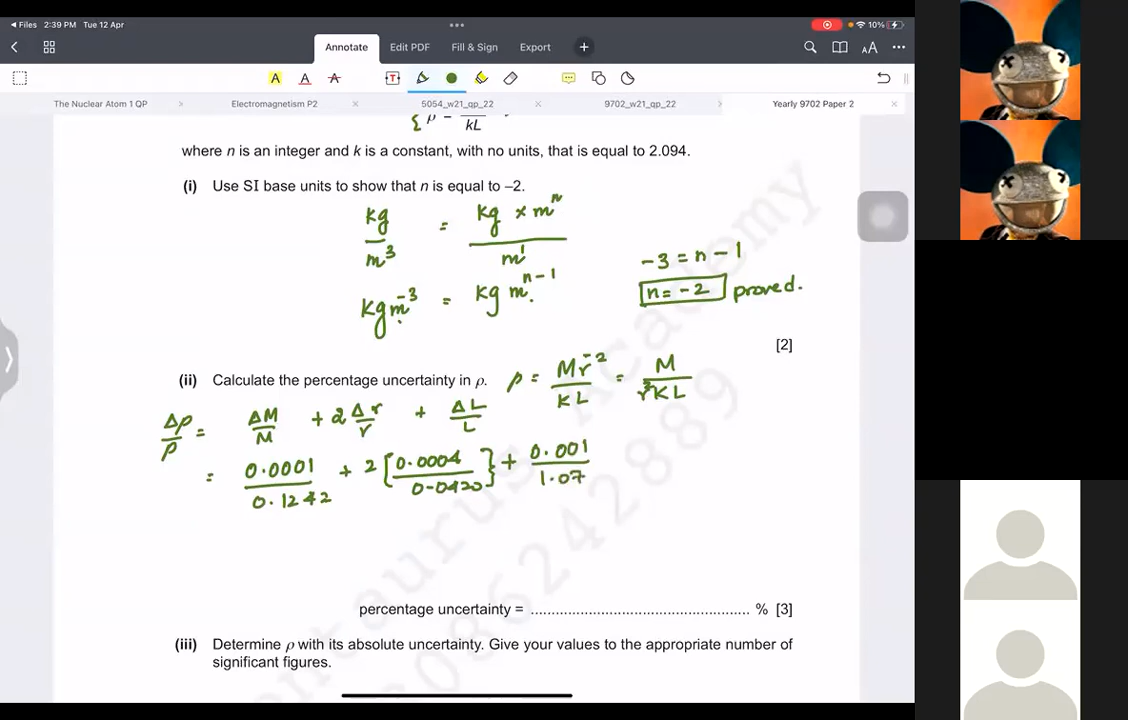 Files 2:39 PM Tue 12 Apr
10%
Annotate Edit PDF Fill & Sign Export
The Nuclear Atom 1 QP Electromagnetism P2 5054_w21_qp_22 9702_w21_qp_22 Yearly 9702 Paper 2
kL
where n is an integer and k is a constant, with no units, that is equal to 2.094.
(i) Use SI base units to show that n is equal to –2.
kg/m³ = kg × mⁿ/m¹
-3 = n - 1
kg m⁻³ = kg mⁿ⁻¹
n = -2 proved.
[2]
(ii) Calculate the percentage uncertainty in ρ. ρ = Mr⁻²/KL = M/r²KL
Δρ/ρ = ΔM/M + 2Δr/r + ΔL/L
= 0.0001/0.1242 + 2[0.0004/0.0420} + 0.001/1.07
percentage uncertainty = .................................................... % [3]
(iii) Determine ρ with its absolute uncertainty. Give your values to the appropriate number of
significant figures.
aurus Academy
086242889